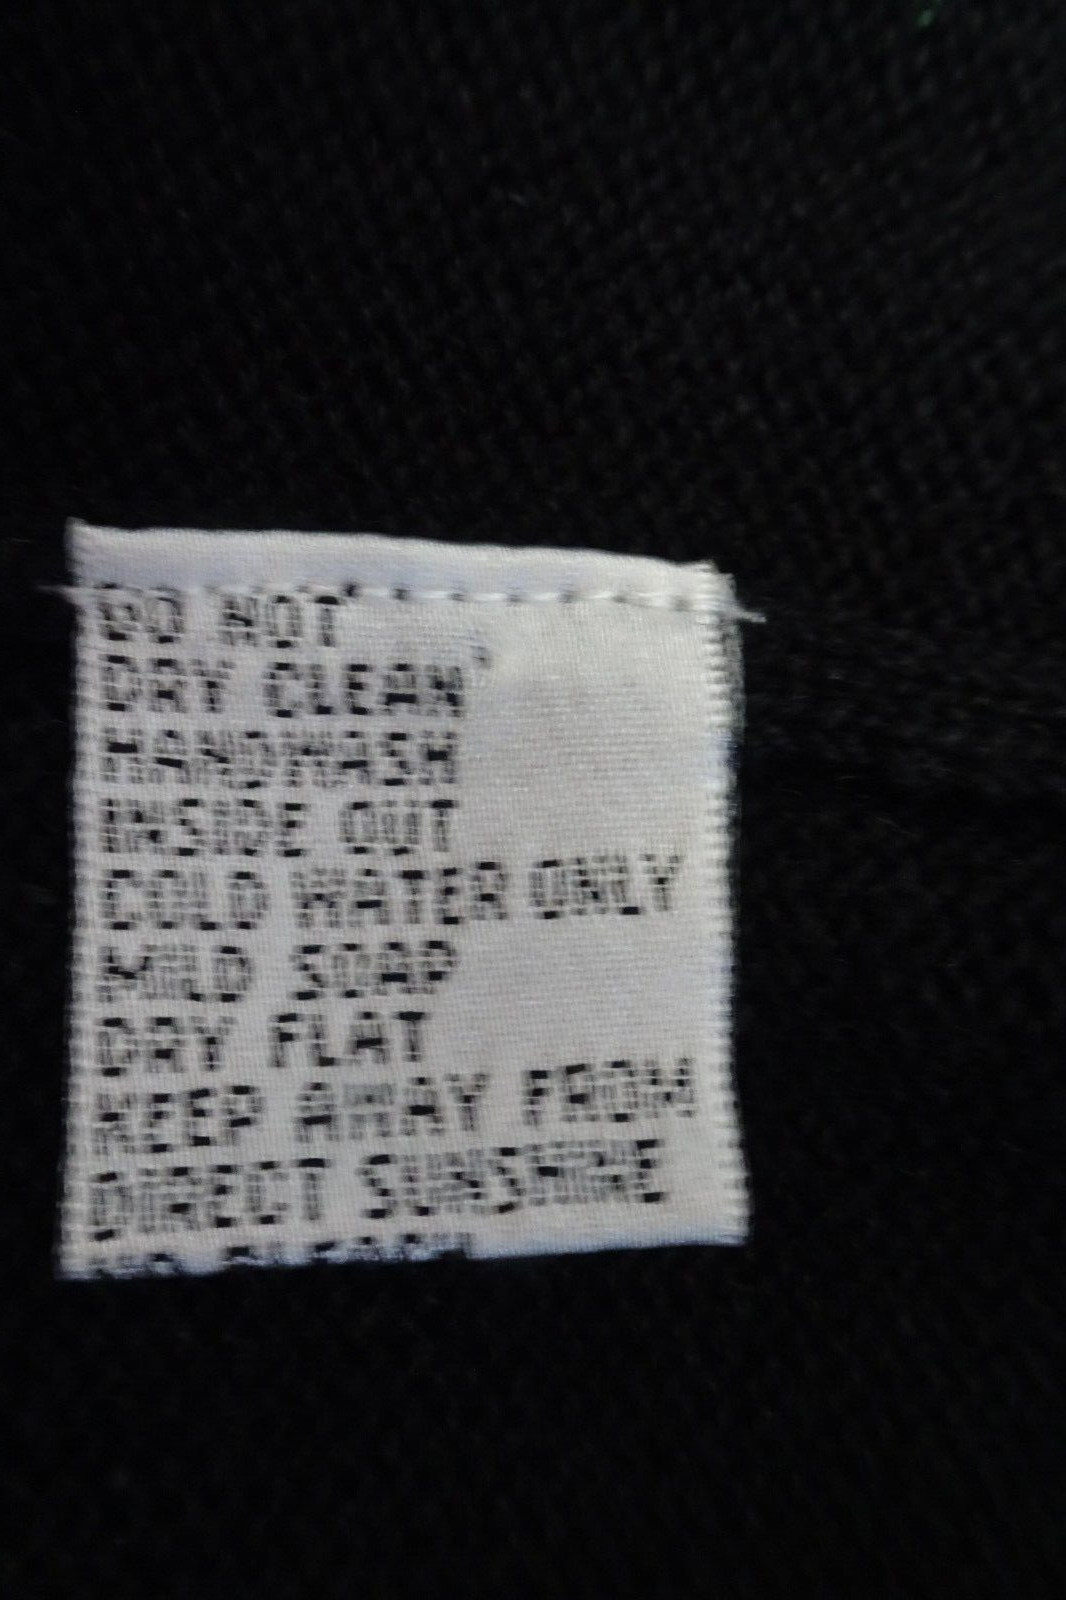 DO NOT
DRY CLEAN
HANDWASH
INSIDE OUT
COLD WATER ONLY
MILD SOAP
DRY FLAT
KEEP AWAY FROM
DIRECT SUNSHINE